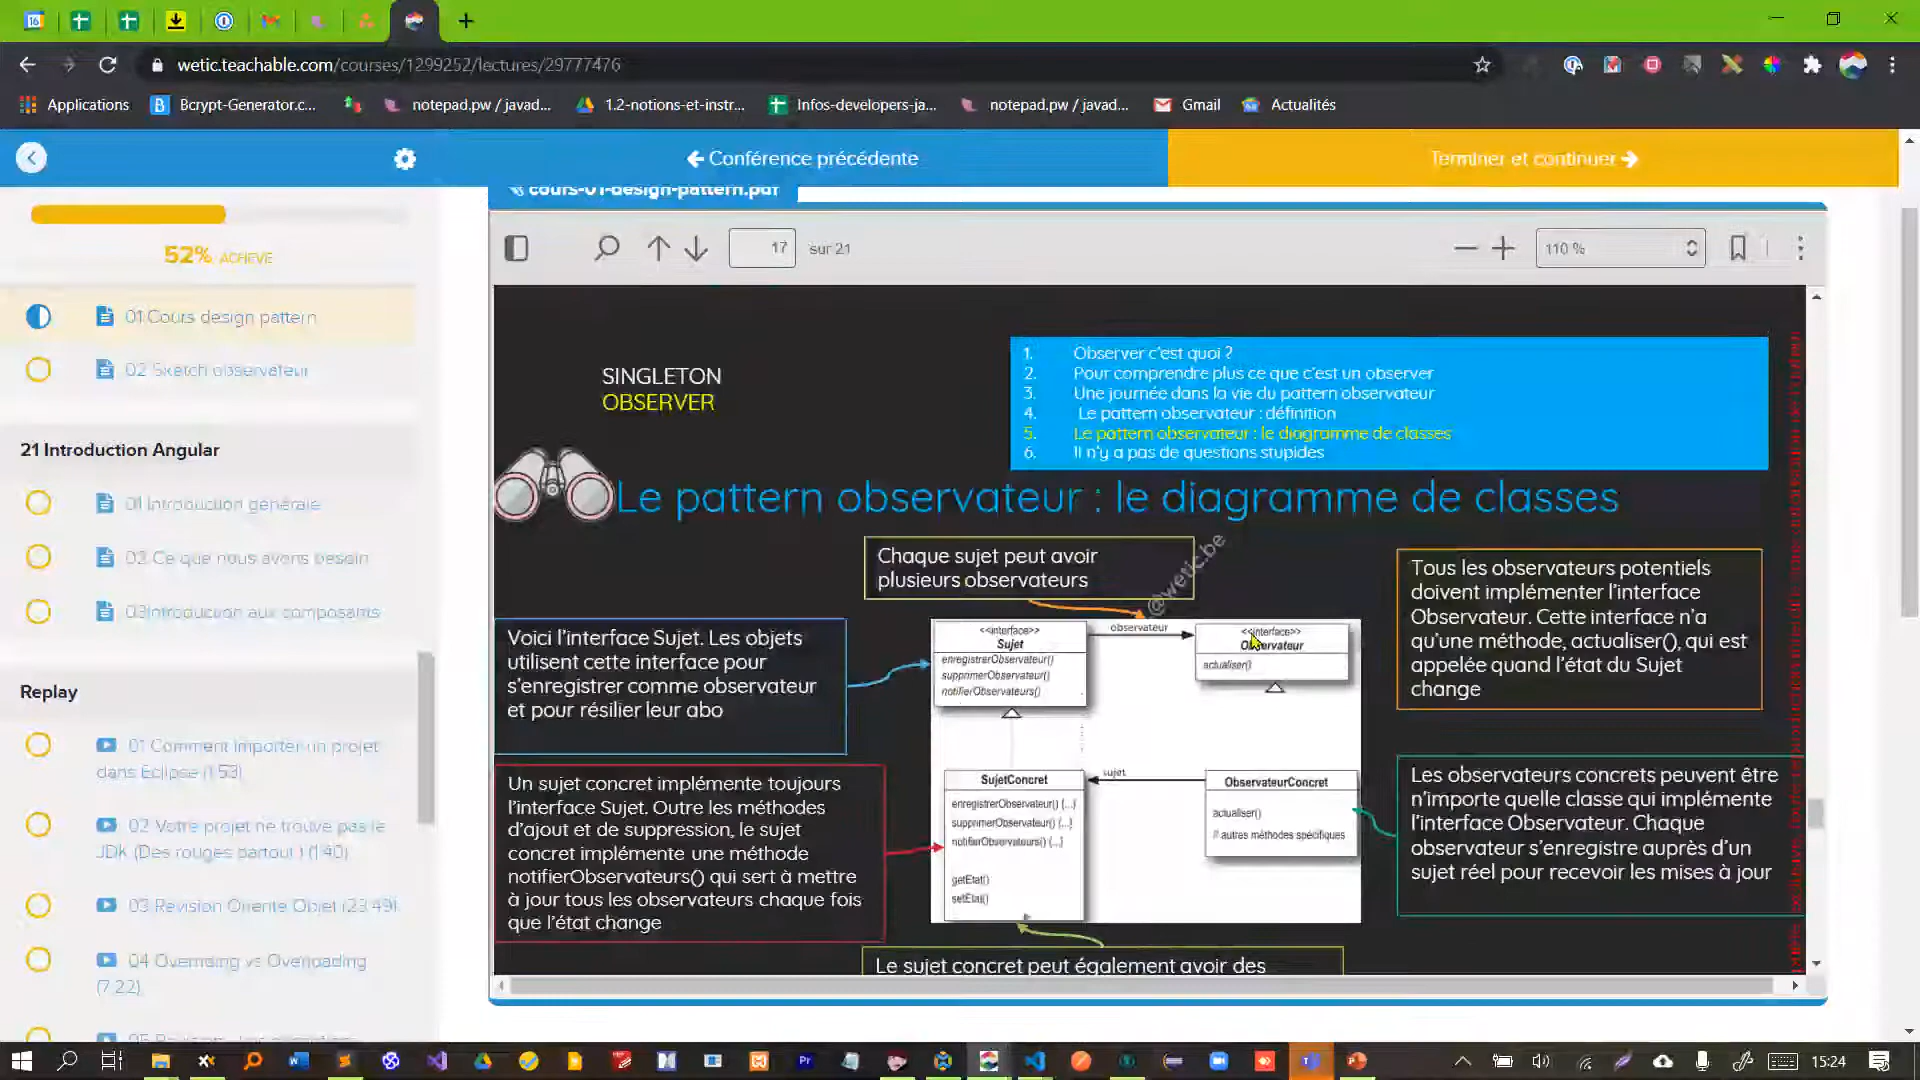 wetic.teachable.com/courses/1299252/lectures/29777476
Applications
Bcrypt-Generator.c...
notepad.pw / javad...
1.2-notions-et-instr...
Infos-developers-ja...
notepad.pw / javad...
Gmail
Actualités
Conférence précédente
Terminer et continuer
cours-01-design-pattern.pdf
52% ACHEVÉ
01 Cours design pattern
02 Sketch observateur
21 Introduction Angular
01 Introduction générale
02 Ce que nous avons besoin
03Introduction aux composants
Replay
01 Comment importer un projet
dans Eclipse (1:53)
02 Votre projet ne trouve pas le
JDK (Des rouges partout ) (1:40)
03 Revision Oriente Objet (23:49)
04 Overriding vs Overloading
(7:22)
17 sur 21
110 %
SINGLETON
OBSERVER
1. Observer c'est quoi ?
2. Pour comprendre plus ce que c'est un observer
3. Une journée dans la vie du pattern observateur
4. Le pattern observateur : définition
5. Le pattern observateur : le diagramme de classes
6. Il n'y a pas de questions stupides
Le pattern observateur : le diagramme de classes
Chaque sujet peut avoir
plusieurs observateurs
@wetic.be
Voici l'interface Sujet. Les objets
utilisent cette interface pour
s'enregistrer comme observateur
et pour résilier leur abo
Tous les observateurs potentiels
doivent implémenter l'interface
Observateur. Cette interface n'a
qu'une méthode, actualiser(), qui est
appelée quand l'état du Sujet
change
<<interface>>
Sujet
enregistrerObservateur()
supprimerObservateur()
notifierObservateurs()
observateur
<<interface>>
Observateur
actualiser()
Un sujet concret implémente toujours
l'interface Sujet. Outre les méthodes
d'ajout et de suppression, le sujet
concret implémente une méthode
notifierObservateurs() qui sert à mettre
à jour tous les observateurs chaque fois
que l'état change
SujetConcret
enregistrerObservateur() {...}
supprimerObservateur() {...}
notifierObservateurs() {...}
getEtat()
setEtat()
sujet
ObservateurConcret
actualiser()
// autres méthodes spécifiques
Les observateurs concrets peuvent être
n'importe quelle classe qui implémente
l'interface Observateur. Chaque
observateur s'enregistre auprès d'un
sujet réel pour recevoir les mises à jour
Le sujet concret peut également avoir des
15:24